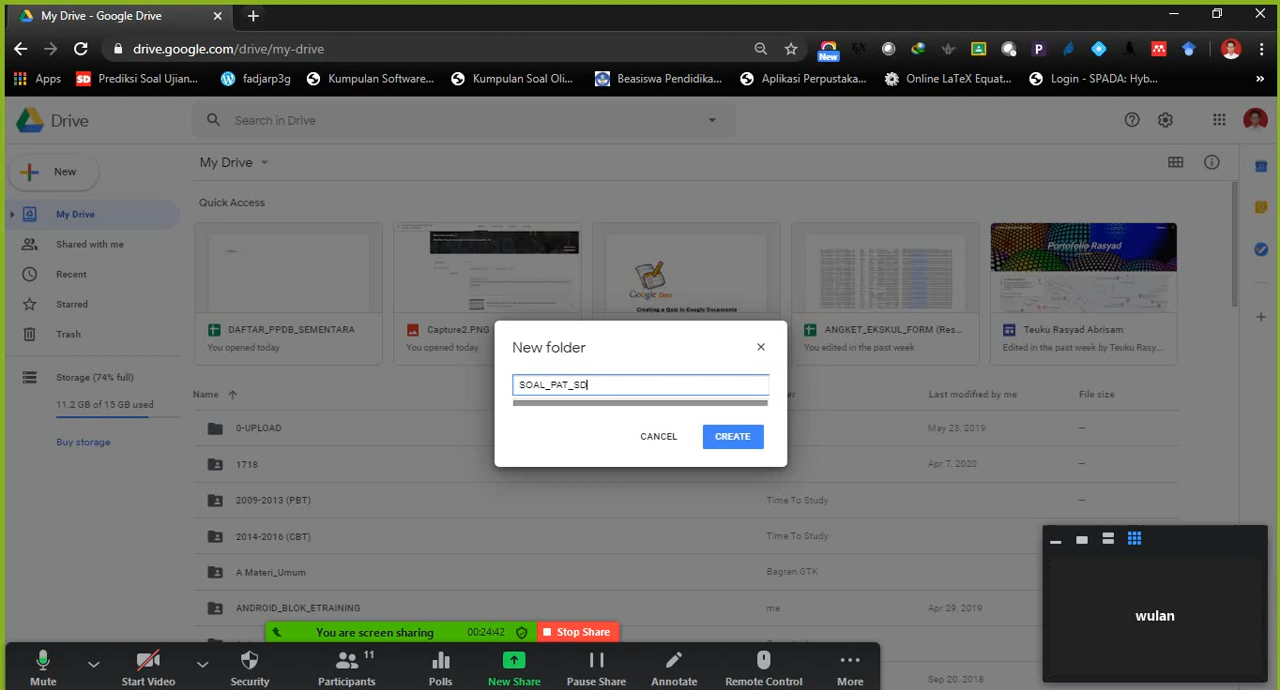 My Drive - Google Drive
drive.google.com/drive/my-drive
New
Apps
Prediksi Soal Ujian...
fadjarp3g
Kumpulan Software...
Kumpulan Soal Oli...
Beasiswa Pendidika...
Aplikasi Perpustaka...
Online LaTeX Equat...
Login - SPADA: Hyb...
Drive
Search in Drive
New
My Drive
Shared with me
Recent
Starred
Trash
Storage (74% full)
11.2 GB of 15 GB used
Buy storage
My Drive
Quick Access
DAFTAR_PPDB_SEMENTARA
You opened today
Capture2.PNG
You opened today
Google Docs
Creating a Quiz in Google Documents
ANGKET_EKSKUL_FORM (Res...
You edited in the past week
Portofolio Rasyad
Teuku Rasyad Abrisam
Edited in the past week by Teuku Rasy...
Name
Last modified by me
File size
0-UPLOAD
May 23, 2019
—
1718
Apr 7, 2020
—
2009-2013 (PBT)
Time To Study
—
2014-2016 (CBT)
Time To Study
A Materi_Umum
Bagren GTK
ANDROID_BLOK_ETRAINING
me
Apr 29, 2019
Sep 20, 2018
New folder
SOAL_PAT_SD
CANCEL
CREATE
wulan
You are screen sharing
00:24:42
Stop Share
Mute
Start Video
Security
Participants
11
Polls
New Share
Pause Share
Annotate
Remote Control
More